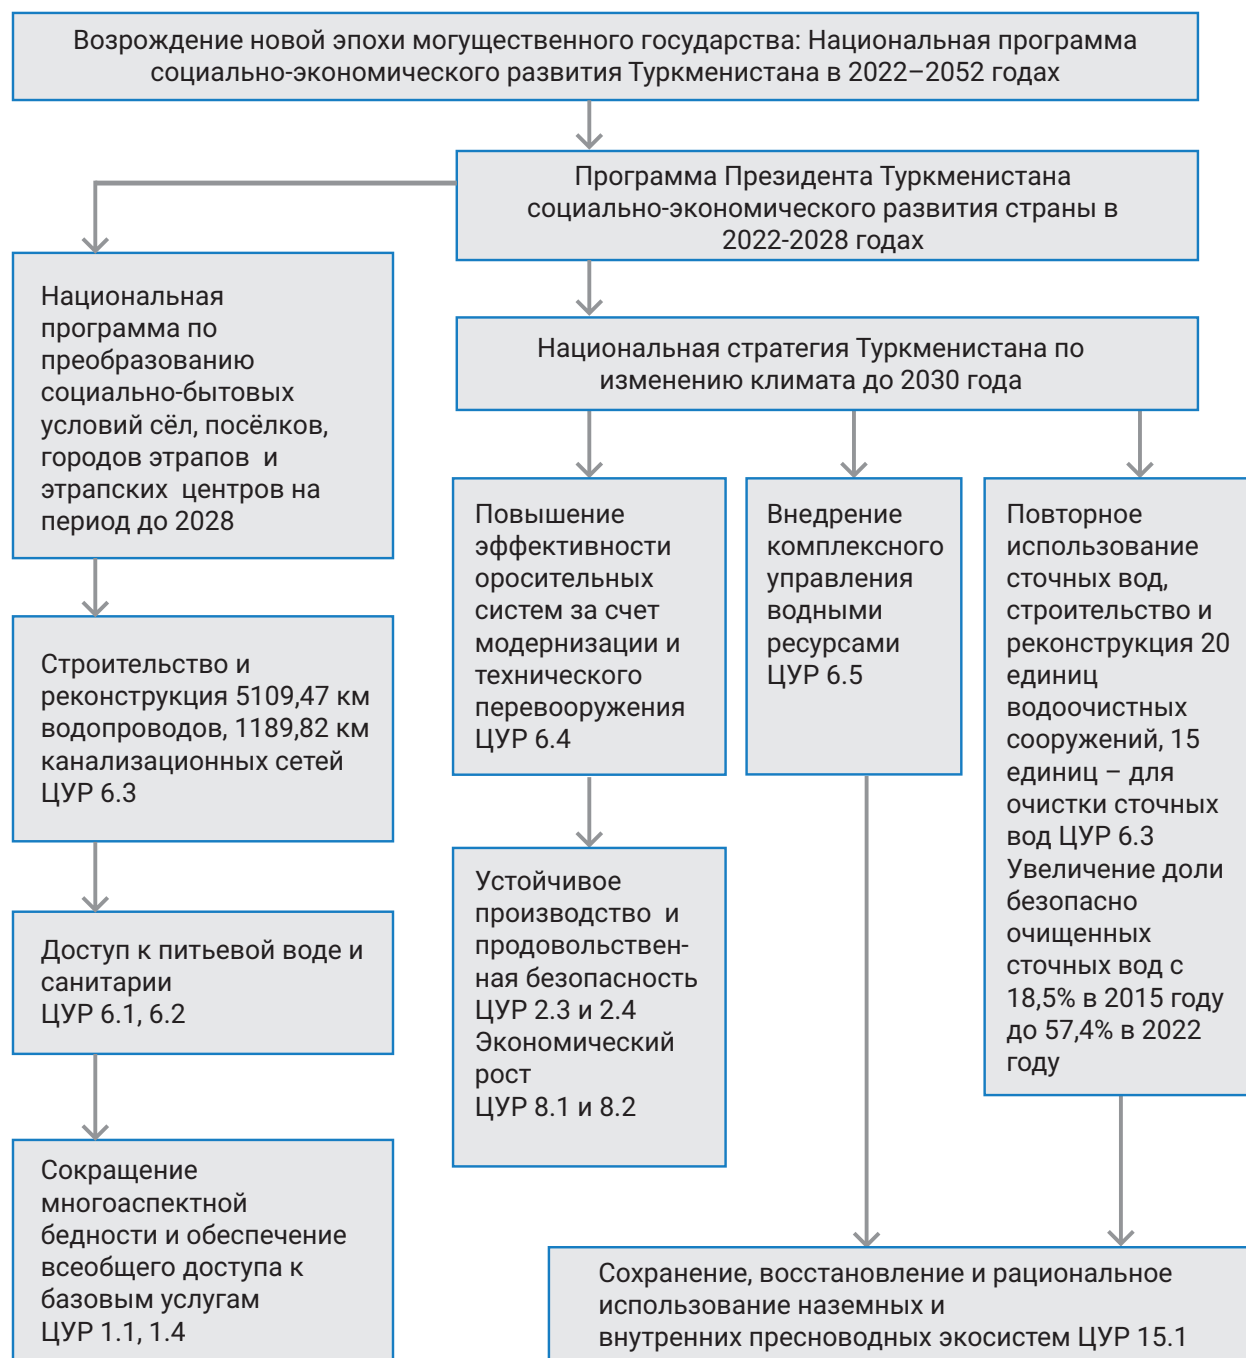 Возрождение новой эпохи могущественного государства: Национальная программа
социально-экономического развития Туркменистана в 2022–2052 годах
Программа Президента Туркменистана
социально-экономического развития страны в
2022-2028 годах
Национальная
программа по
преобразованию
социально-бытовых
условий сёл, посёлков,
городов этрапов и
этрапских центров на
период до 2028
Национальная стратегия Туркменистана по
изменению климата до 2030 года
Строительство и
реконструкция 5109,47 км
водопроводов, 1189,82 км
канализационных сетей
ЦУР 6.3
Доступ к питьевой воде и
санитарии
ЦУР 6.1, 6.2
Сокращение
многоаспектной
бедности и обеспечение
всеобщего доступа к
базовым услугам
ЦУР 1.1, 1.4
Повышение
эффективности
оросительных
систем за счет
модернизации и
технического
перевооружения
ЦУР 6.4
Устойчивое
производство и
продовольствен-
ная безопасность
ЦУР 2.3 и 2.4
Экономический
рост
ЦУР 8.1 и 8.2
Внедрение
комплексного
управления
водными
ресурсами
ЦУР 6.5
Повторное
использование
сточных вод,
строительство и
реконструкция 20
единиц
водоочистных
сооружений, 15
единиц – для
очистки сточных
вод ЦУР 6.3
Увеличение доли
безопасно
очищенных
сточных вод с
18,5% в 2015 году
до 57,4% в 2022
году
Сохранение, восстановление и рациональное
использование наземных и
внутренних пресноводных экосистем ЦУР 15.1